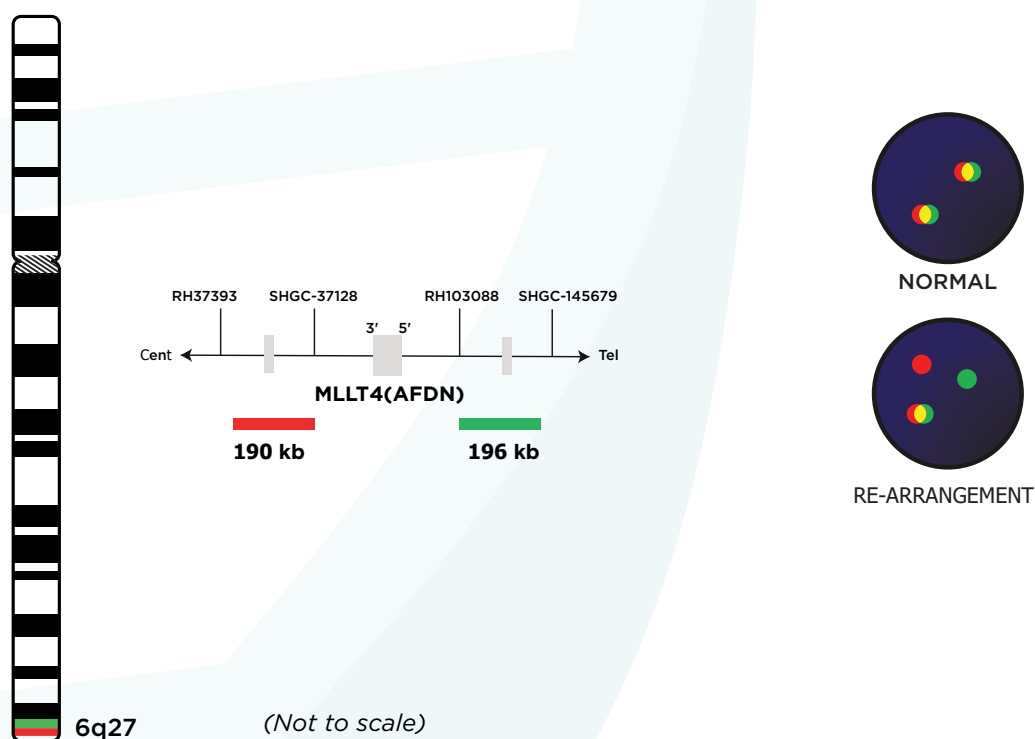 RH37393 SHGC-37128 RH103088 SHGC-145679
3' 5'
Cent Tel
MLLT4(AFDN)
190 kb 196 kb
NORMAL
RE-ARRANGEMENT
6q27 (Not to scale)